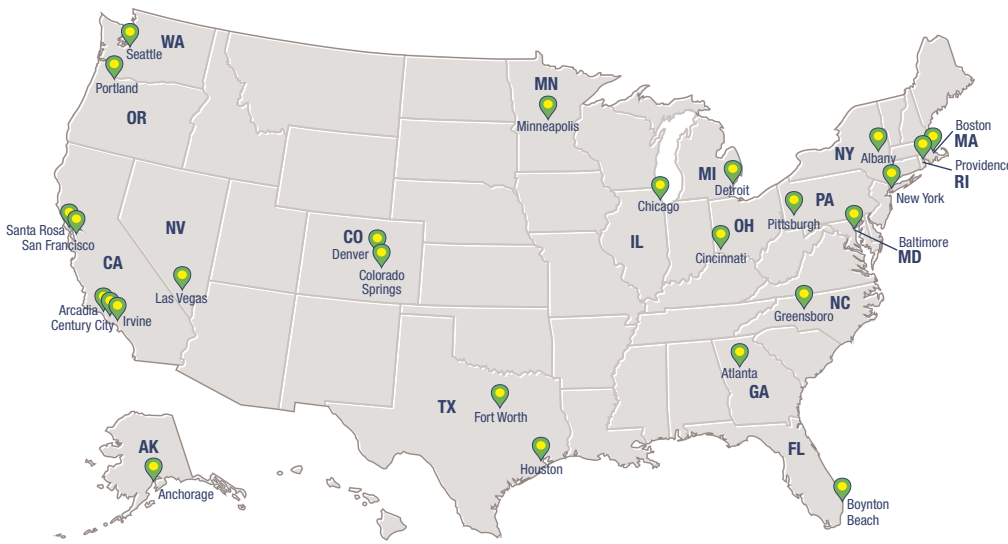 WA
Seattle
Portland
OR
MN
Minneapolis
Boston
MA
NY
Albany
Providence
RI
MI
Detroit
New York
Chicago
PA
Pittsburgh
Santa Rosa
San Francisco
NV
CO
Denver
Colorado
Springs
IL
OH
Cincinnati
Baltimore
MD
CA
Las Vegas
Arcadia
Century City
Irvine
NC
Greensboro
Atlanta
GA
TX
Fort Worth
Houston
FL
Boynton
Beach
AK
Anchorage